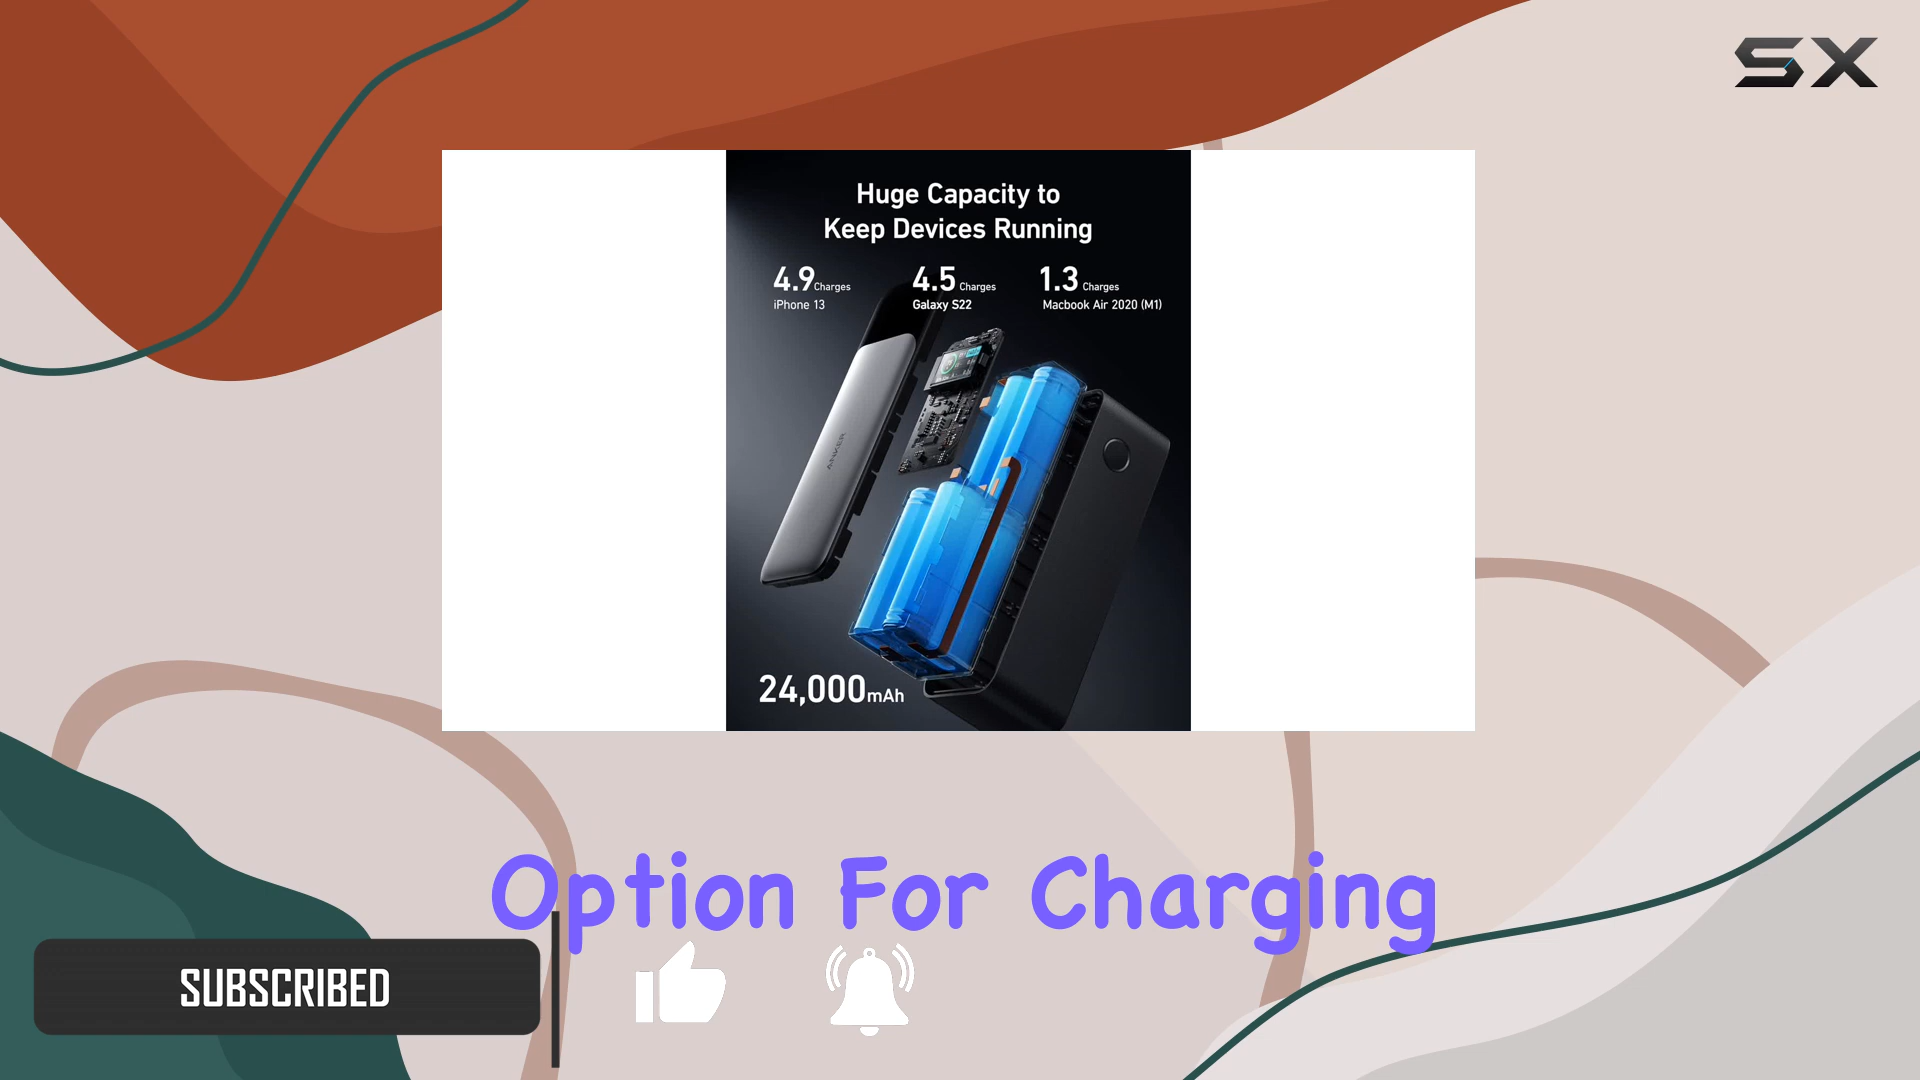 SX
Huge Capacity to
Keep Devices Running
4.9 Charges 4.5 Charges 1.3 Charges
iPhone 13 Galaxy S22 Macbook Air 2020 (M1)
ANKER
24,000mAh
Option For Charging
SUBSCRIBED